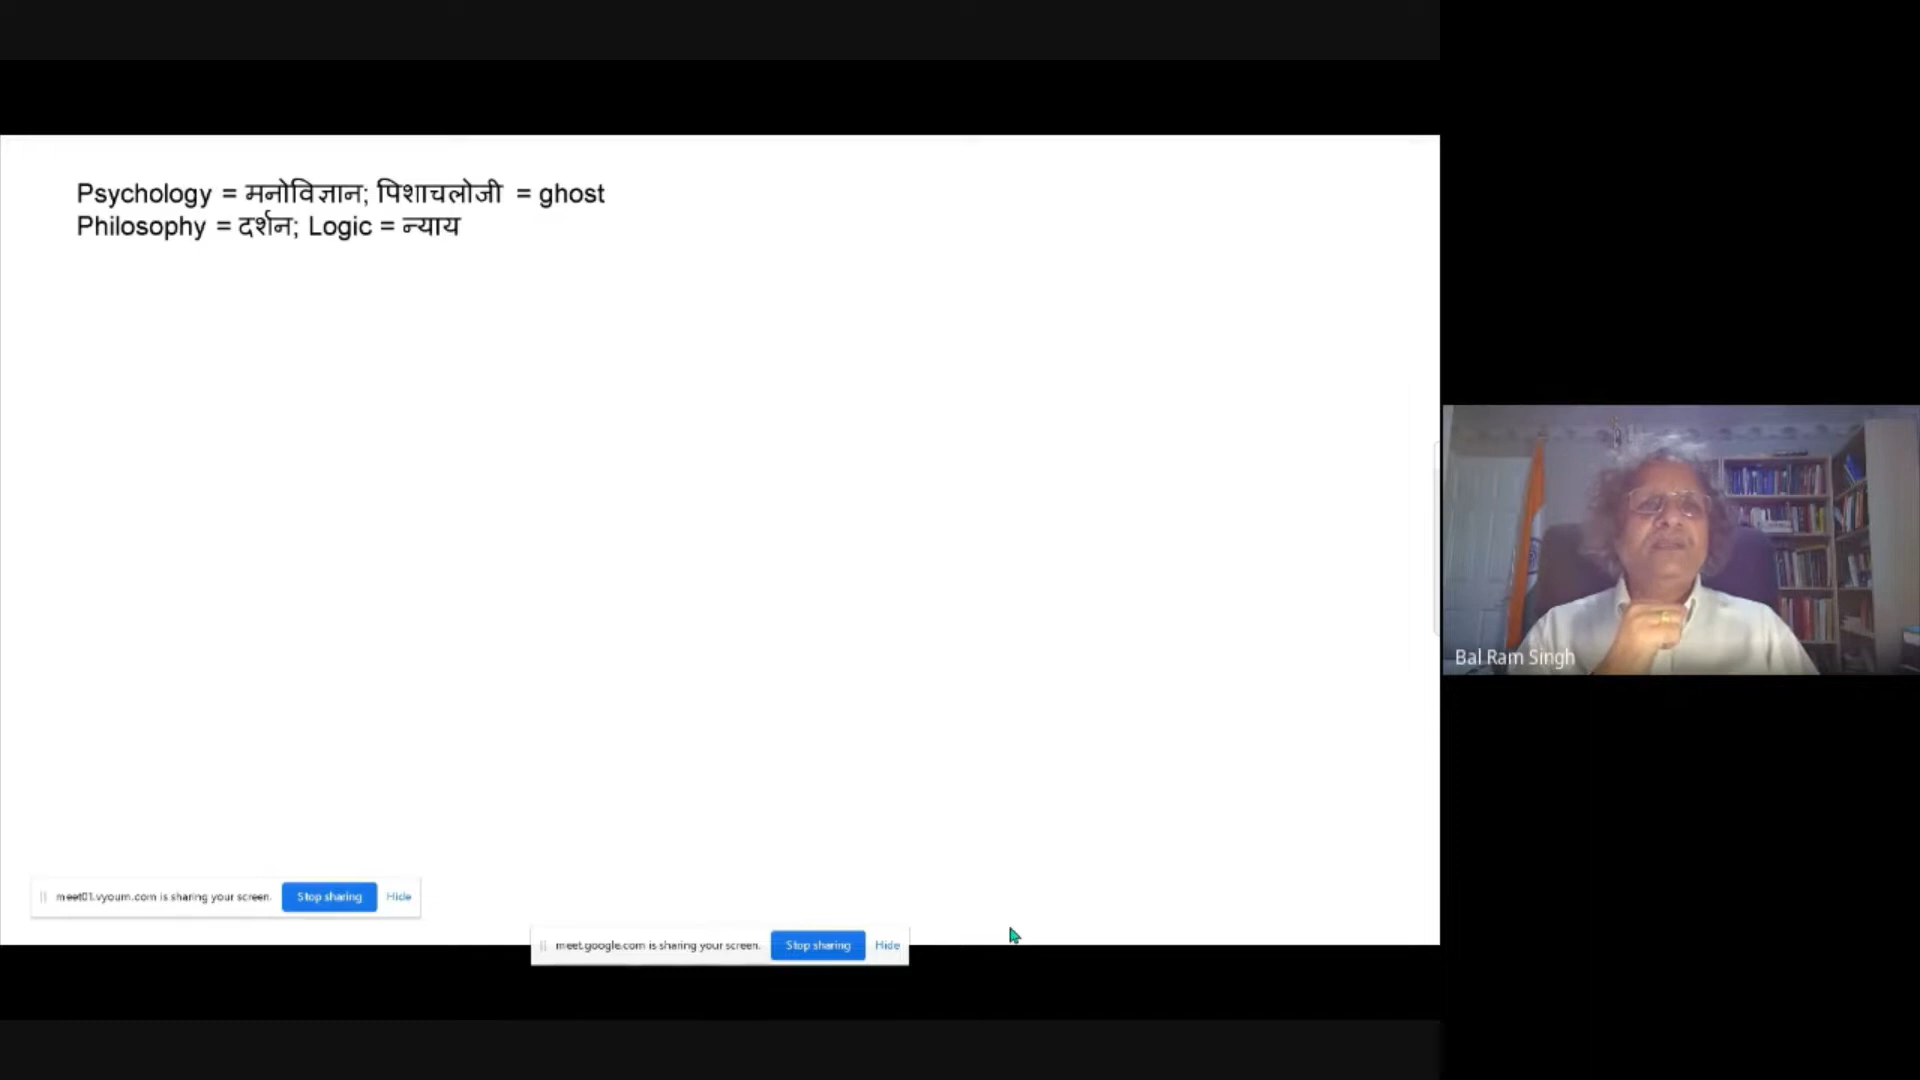 Psychology = मनोविज्ञान; पिशाचलोजी = ghost
Philosophy = दर्शन; Logic = न्याय
Bal Ram Singh
meet01.vyoum.com is sharing your screen. Stop sharing Hide
meet.google.com is sharing your screen. Stop sharing Hide